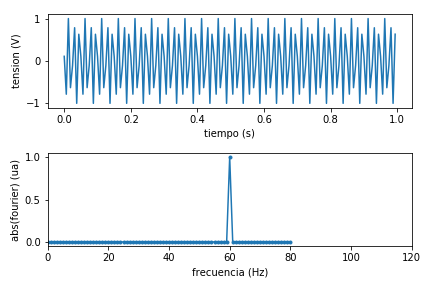 tension (V)
1
0
−1
0.0 0.2 0.4 0.6 0.8 1.0
tiempo (s)
abs(fourier) (ua)
1.0
0.5
0.0
0 20 40 60 80 100 120
frecuencia (Hz)